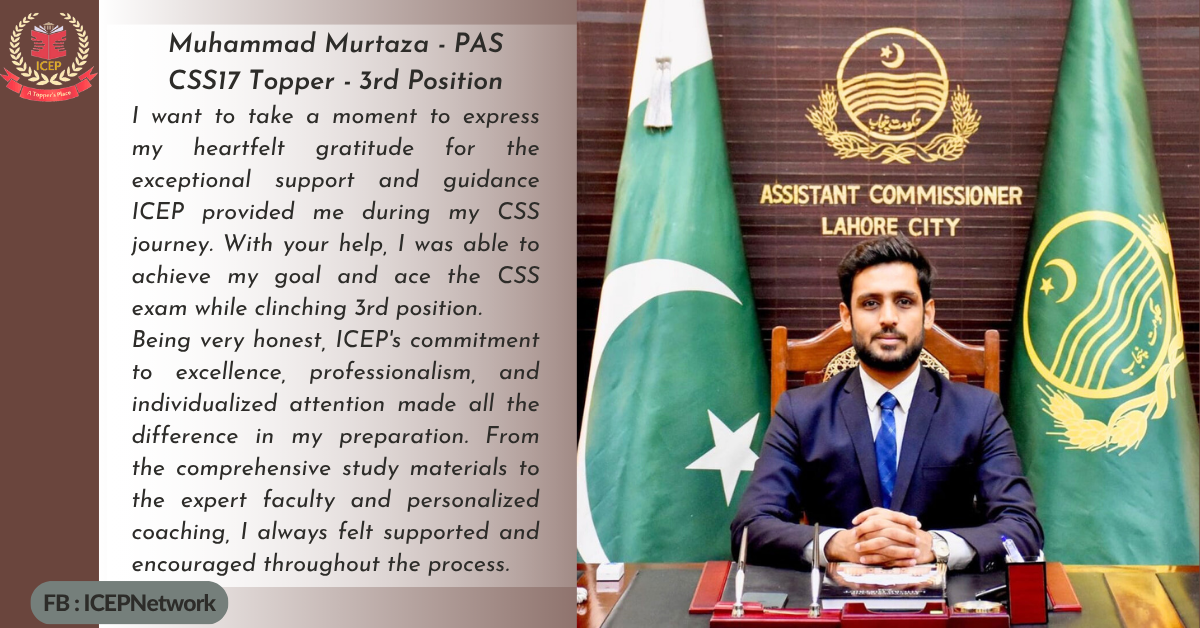 ICEP
A Topper's Place
Muhammad Murtaza - PAS
CSS17 Topper - 3rd Position
I want to take a moment to express
my heartfelt gratitude for the
exceptional support and guidance
ICEP provided me during my CSS
journey. With your help, I was able to
achieve my goal and ace the CSS
exam while clinching 3rd position.
Being very honest, ICEP's commitment
to excellence, professionalism, and
individualized attention made all the
difference in my preparation. From
the comprehensive study materials to
the expert faculty and personalized
coaching, I always felt supported and
encouraged throughout the process.
FB : ICEPNetwork
حکومت پنجاب
ASSISTANT COMMISSIONER
LAHORE CITY
حکومت پنجاب